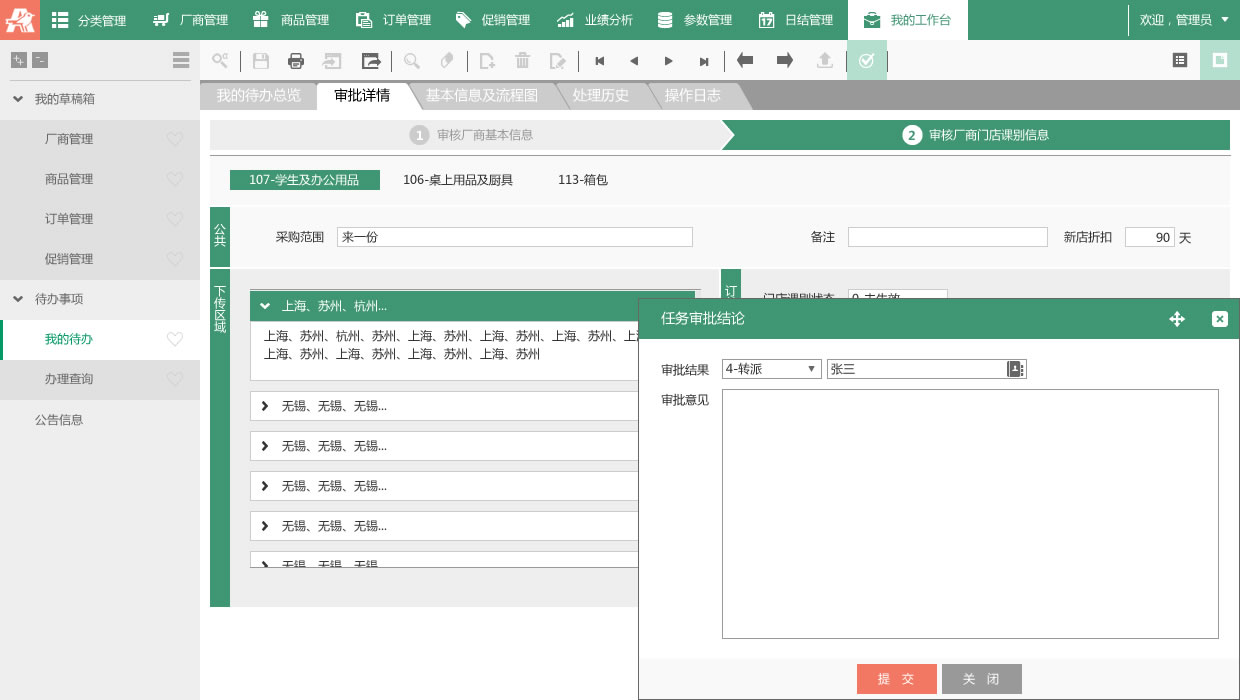 分类管理 厂商管理 商品管理 订单管理 促销管理 业绩分析 参数管理 17 日结管理 我的工作台 欢迎，管理员
我的草稿箱
厂商管理
商品管理
订单管理
促销管理
待办事项
我的待办
办理查询
公告信息
我的待办总览 审批详情 基本信息及流程图 处理历史 操作日志
1 审核厂商基本信息 2 审核厂商门店课别信息
107-学生及办公用品 106-桌上用品及厨具 113-箱包
公共
采购范围 来一份 备注 新店折扣 90 天
下传区域
上海、苏州、杭州...
上海、苏州、杭州、苏州、上海、苏州、上海、苏州、上海、苏州、上
上海、苏州、上海、苏州、上海、苏州、上海、苏州
无锡、无锡、无锡...
无锡、无锡、无锡...
无锡、无锡、无锡...
无锡、无锡、无锡...
无锡、无锡、无锡
订
门店课别状态 0-未生效
任务审批结论
审批结果 4-转派 张三
审批意见
提 交 关 闭